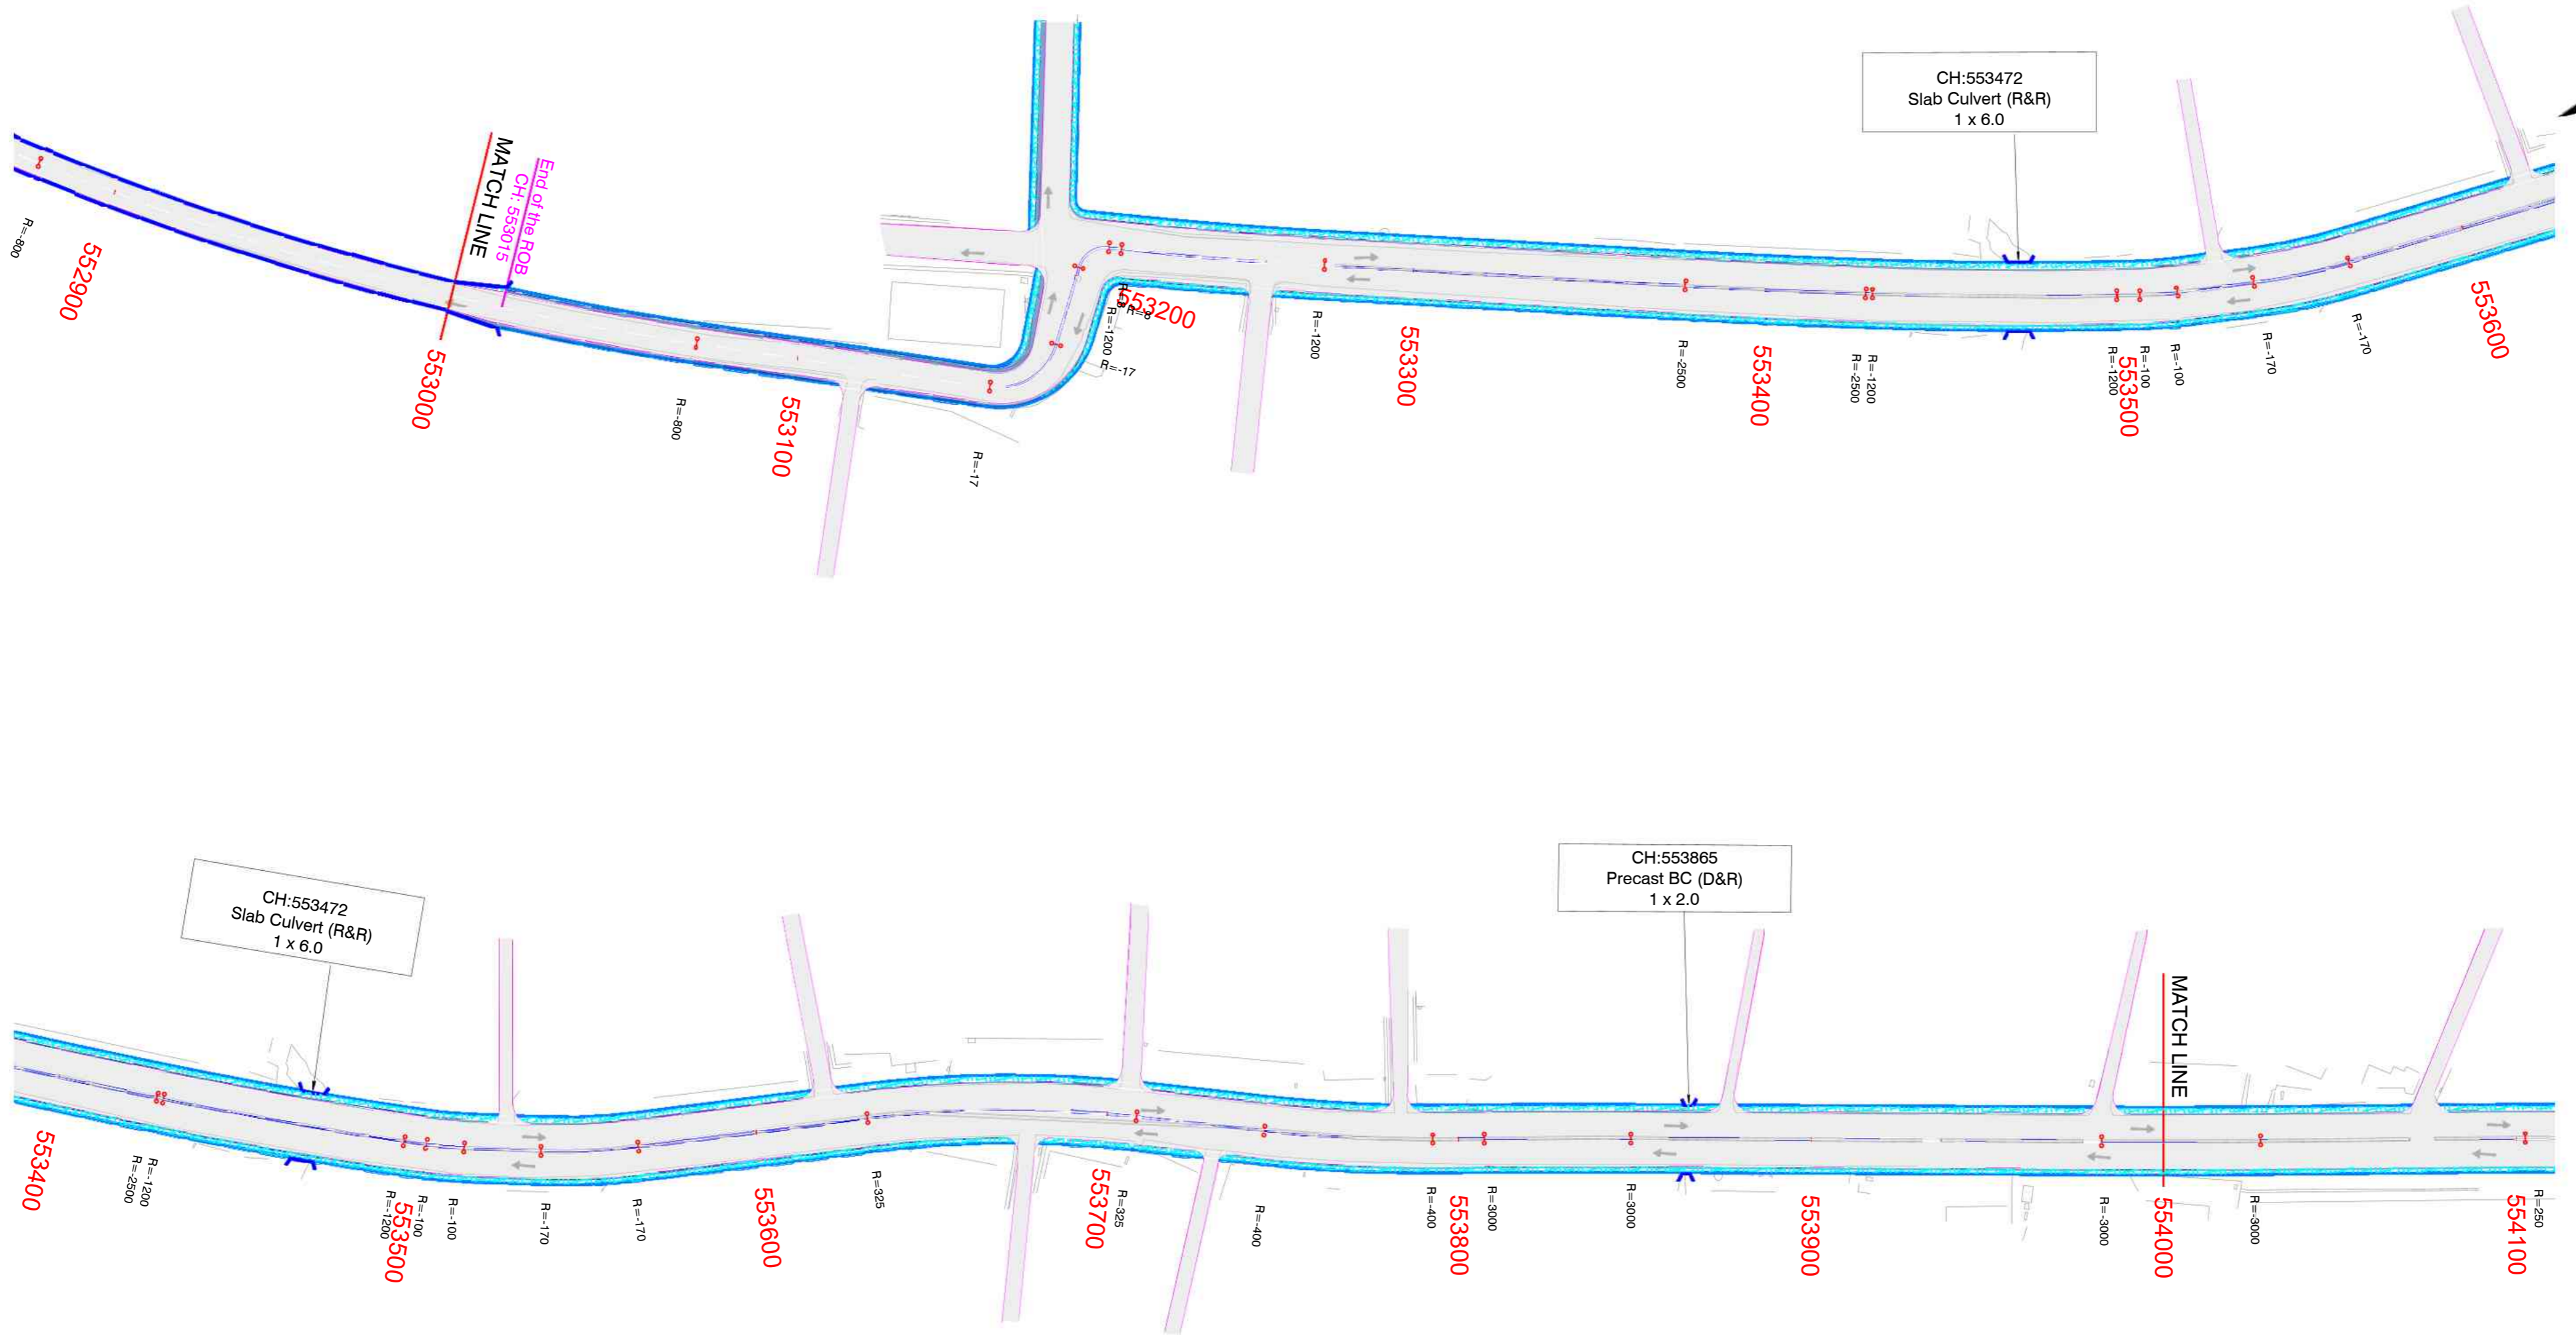 CH:553472
Slab Culvert (R&R)
1 x 6.0
MATCH LINE
End of the ROB
CH: 553015
R=-800
552900
553000
R=-800
553100
R=-17
R=-17
R=-1200
R=8
553200
R=-1200
553300
R=-2500
553400
R=-2500
R=-1200
R=-1200
553500
R=-100
R=-100
R=-170
R=-170
553600
CH:553472
Slab Culvert (R&R)
1 x 6.0
CH:553865
Precast BC (D&R)
1 x 2.0
MATCH LINE
553400
R=-2500
R=-1200
R=-1200
553500
R=-100
R=-100
R=-170
R=-170
553600
R=325
553700
R=325
R=-400
R=-400
553800
R=3000
R=3000
553900
R=-3000
554000
R=-3000
554100
R=250